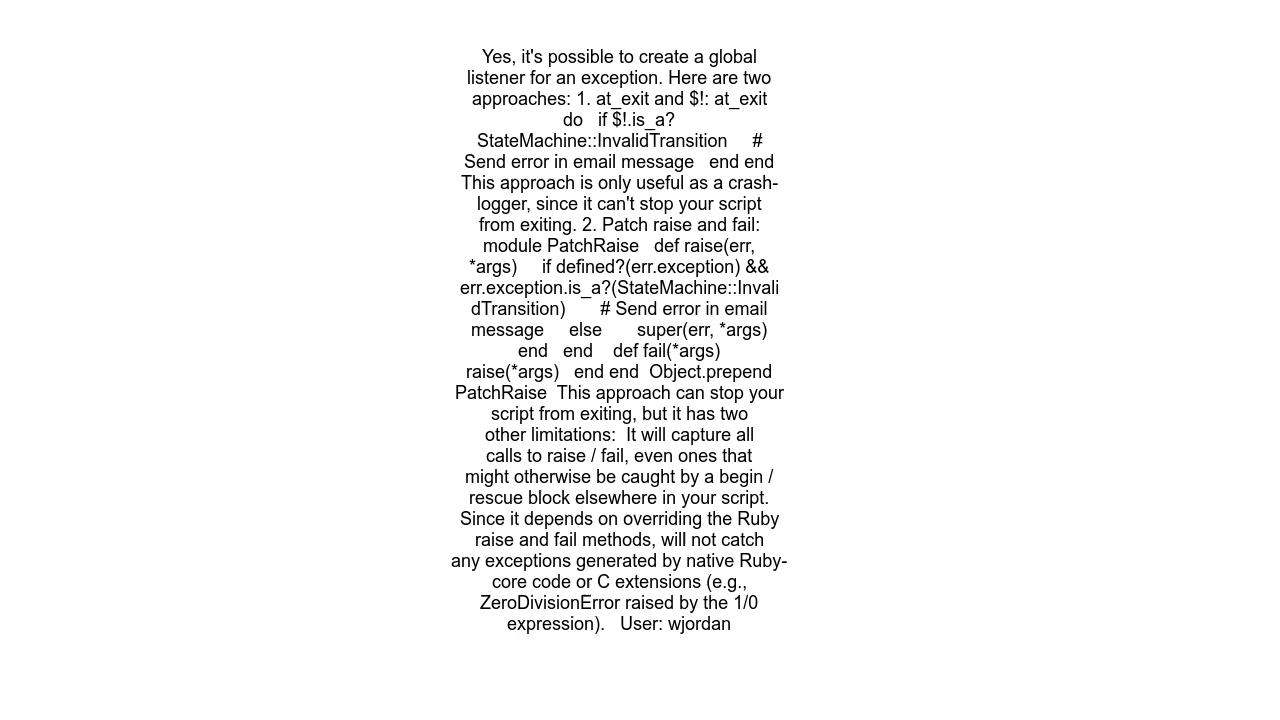 Yes, it's possible to create a global
listener for an exception. Here are two
approaches: 1. at_exit and $!: at_exit
do   if $!.is_a?
StateMachine::InvalidTransition     #
Send error in email message   end end
This approach is only useful as a crash-
logger, since it can't stop your script
from exiting. 2. Patch raise and fail:
module PatchRaise   def raise(err,
*args)     if defined?(err.exception) &&
err.exception.is_a?(StateMachine::Invali
dTransition)       # Send error in email
message     else       super(err, *args)
end   end    def fail(*args)
raise(*args)   end end  Object.prepend
PatchRaise  This approach can stop your
script from exiting, but it has two
other limitations:  It will capture all
calls to raise / fail, even ones that
might otherwise be caught by a begin /
rescue block elsewhere in your script.
Since it depends on overriding the Ruby
raise and fail methods, will not catch
any exceptions generated by native Ruby-
core code or C extensions (e.g.,
ZeroDivisionError raised by the 1/0
expression).   User: wjordan